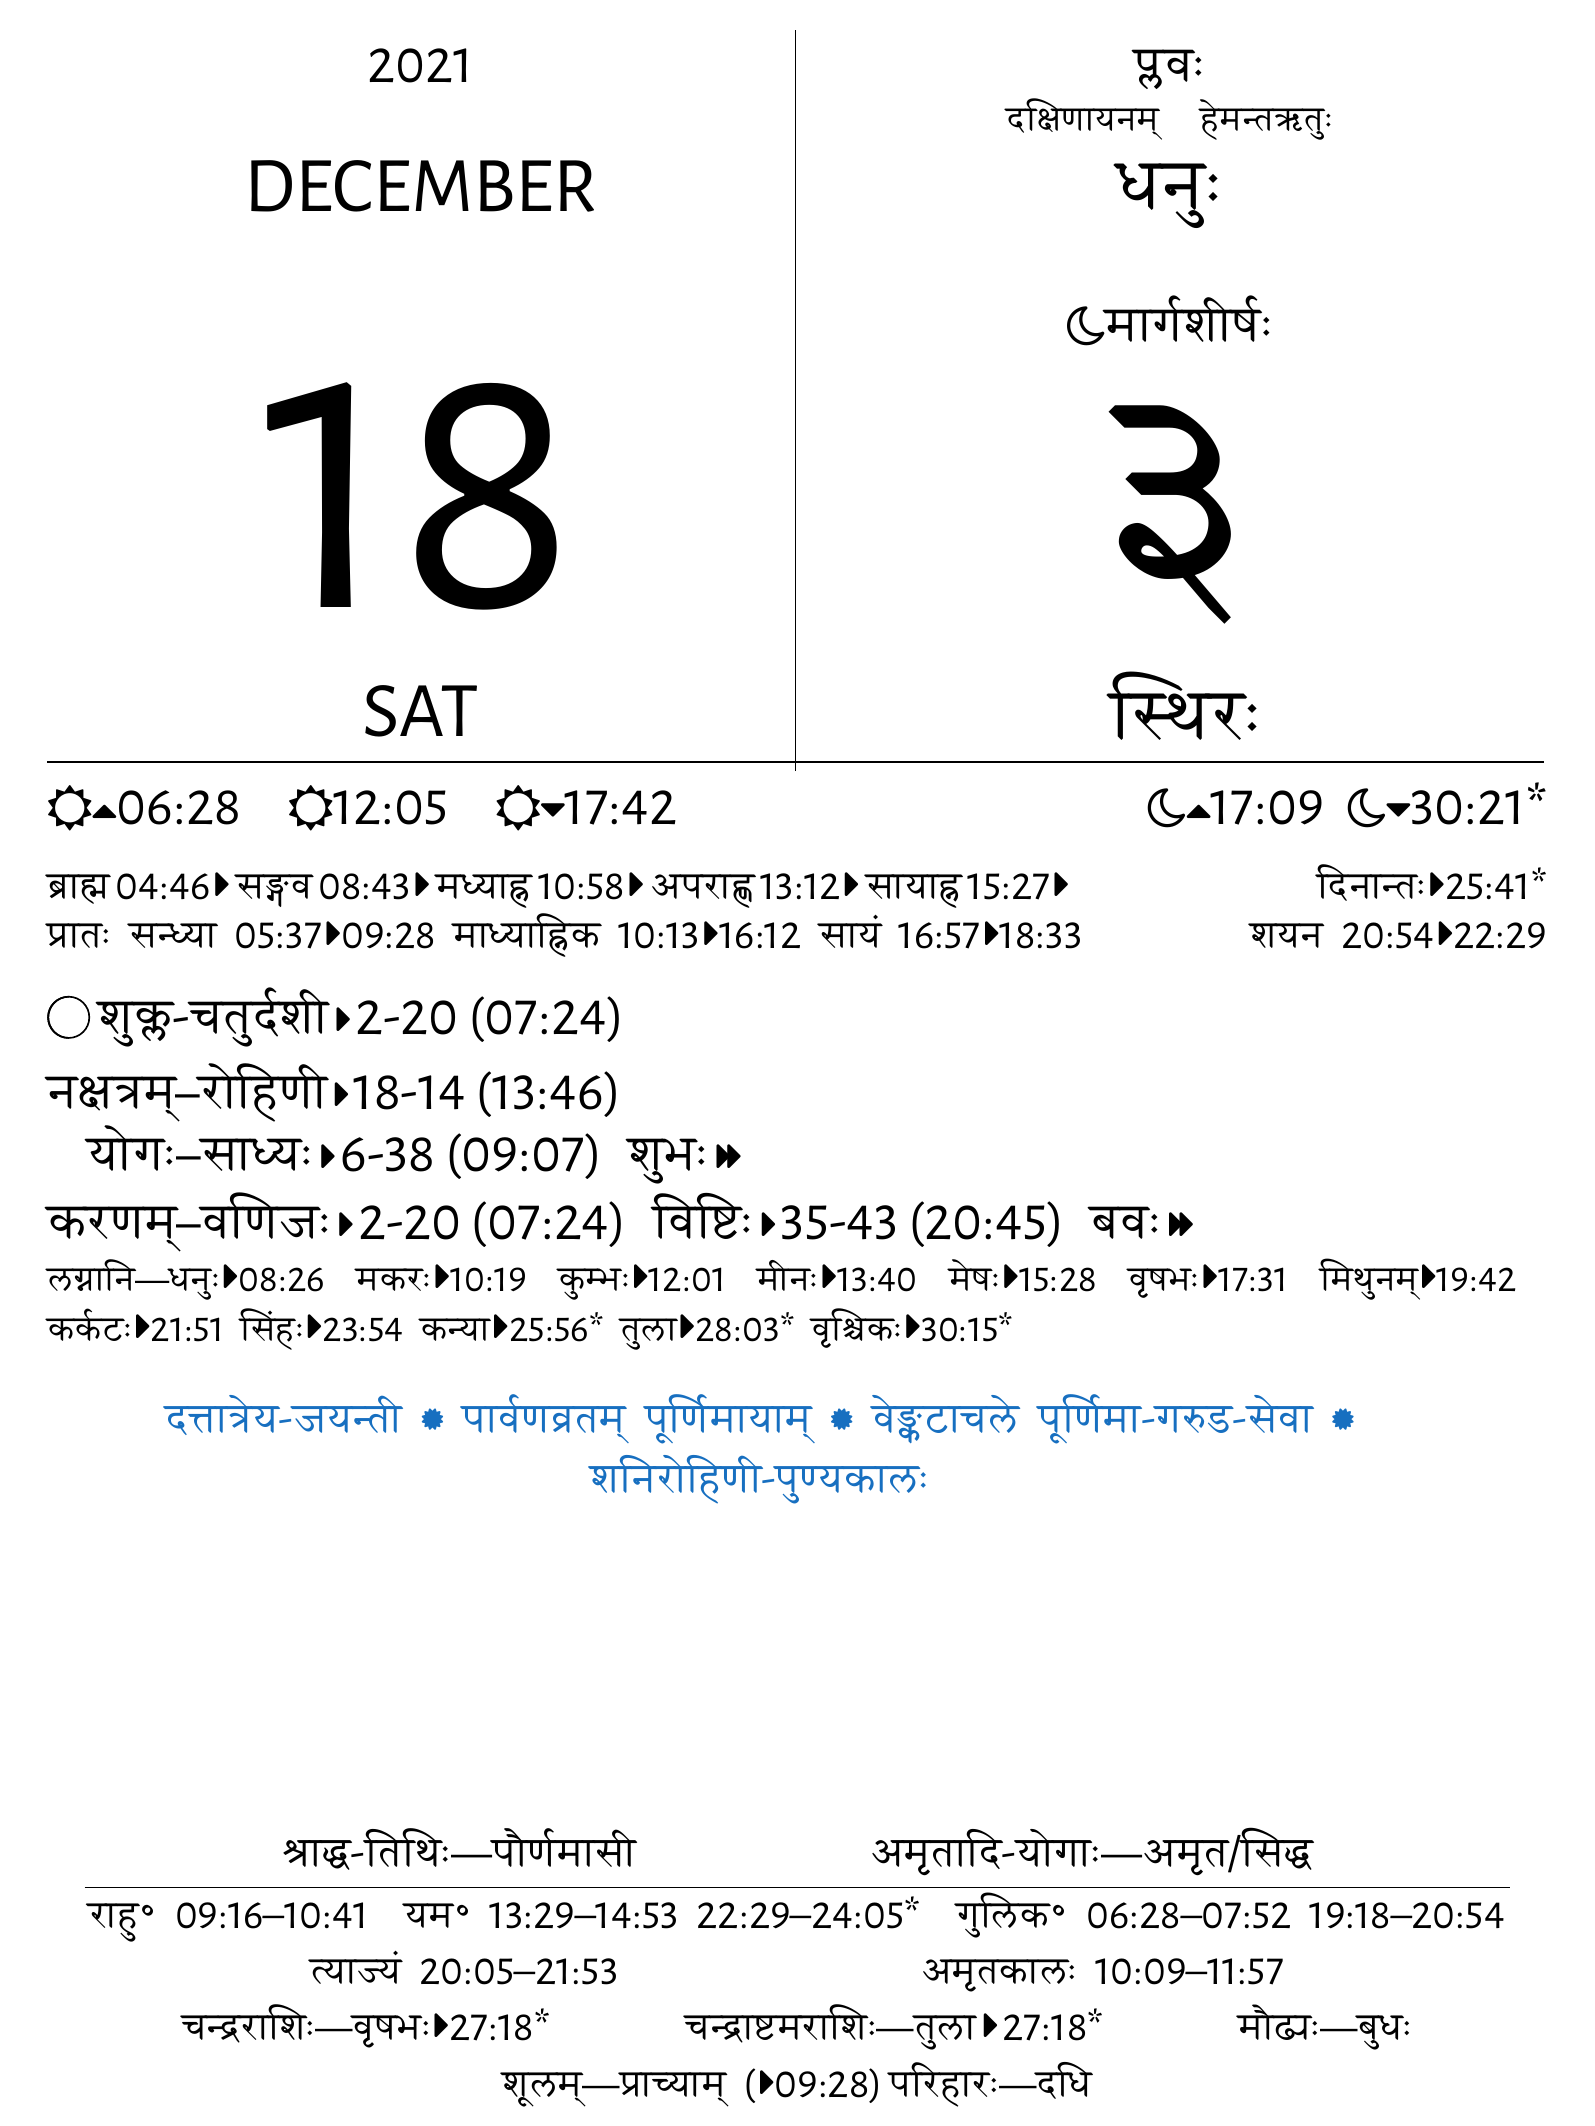 2021
DECEMBER
18
SAT
प्लवः
दक्षिणायनम् हेमन्तऋतुः
धनुः
मार्गशीर्षः
३
स्थिरः
06:28 12:05 17:42 17:09 30:21*
ब्राह्म 04:46 सङ्गव 08:43 मध्याह्न 10:58 अपराह्ण 13:12 सायाह्न 15:27 दिनान्तः 25:41*
प्रातः सन्ध्या 05:37 09:28 माध्याह्निक 10:13 16:12 सायं 16:57 18:33 शयन 20:54 22:29
शुक्ल-चतुर्दशी 2-20 (07:24)
नक्षत्रम्–रोहिणी 18-14 (13:46)
योगः–साध्यः 6-38 (09:07) शुभः
करणम्–वणिजः 2-20 (07:24) विष्टिः 35-43 (20:45) बवः
लग्नानि—धनुः 08:26 मकरः 10:19 कुम्भः 12:01 मीनः 13:40 मेषः 15:28 वृषभः 17:31 मिथुनम् 19:42
कर्कटः 21:51 सिंहः 23:54 कन्या 25:56* तुला 28:03* वृश्चिकः 30:15*
दत्तात्रेय-जयन्ती ✹ पार्वणव्रतम् पूर्णिमायाम् ✹ वेङ्कटाचले पूर्णिमा-गरुड-सेवा ✹
शनिरोहिणी-पुण्यकालः
श्राद्ध-तिथिः—पौर्णमासी अमृतादि-योगाः—अमृत/सिद्ध
राहु॰ 09:16–10:41 यम॰ 13:29–14:53 22:29–24:05* गुलिक॰ 06:28–07:52 19:18–20:54
त्याज्यं 20:05–21:53 अमृतकालः 10:09–11:57
चन्द्रराशिः—वृषभः 27:18* चन्द्राष्टमराशिः—तुला 27:18* मौढ्यः—बुधः
शूलम्—प्राच्याम् (09:28) परिहारः—दधि